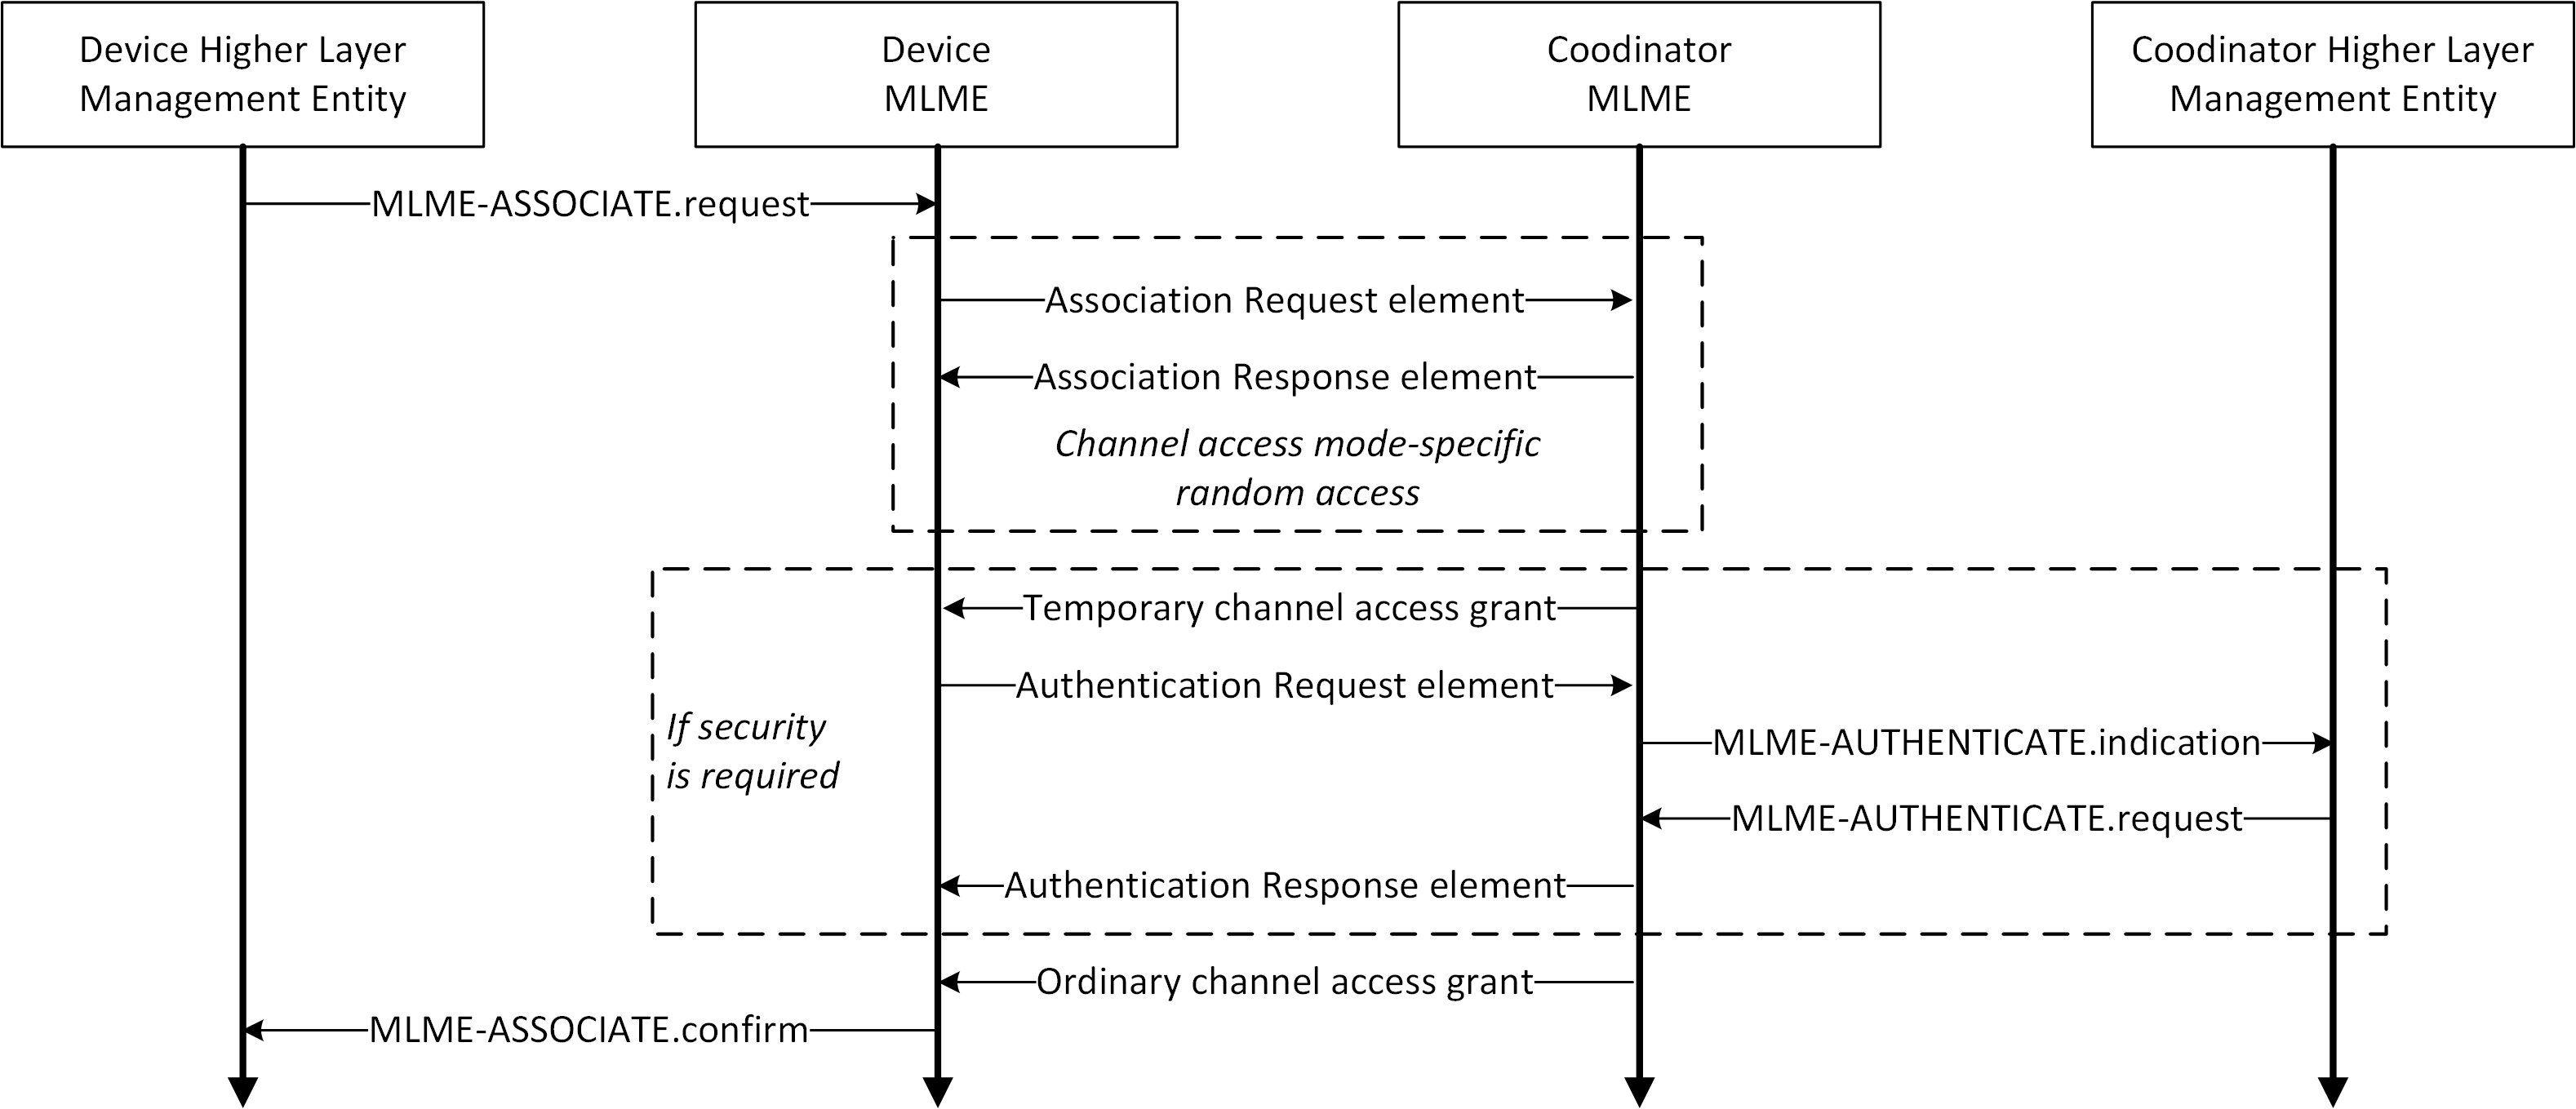 Device Higher Layer
Management Entity
Device
MLME
Coodinator
MLME
Coodinator Higher Layer
Management Entity
MLME-ASSOCIATE.request
Association Request element
Association Response element
Channel access mode-specific
random access
Temporary channel access grant
Authentication Request element
If security
is required
MLME-AUTHENTICATE.indication
MLME-AUTHENTICATE.request
Authentication Response element
Ordinary channel access grant
MLME-ASSOCIATE.confirm